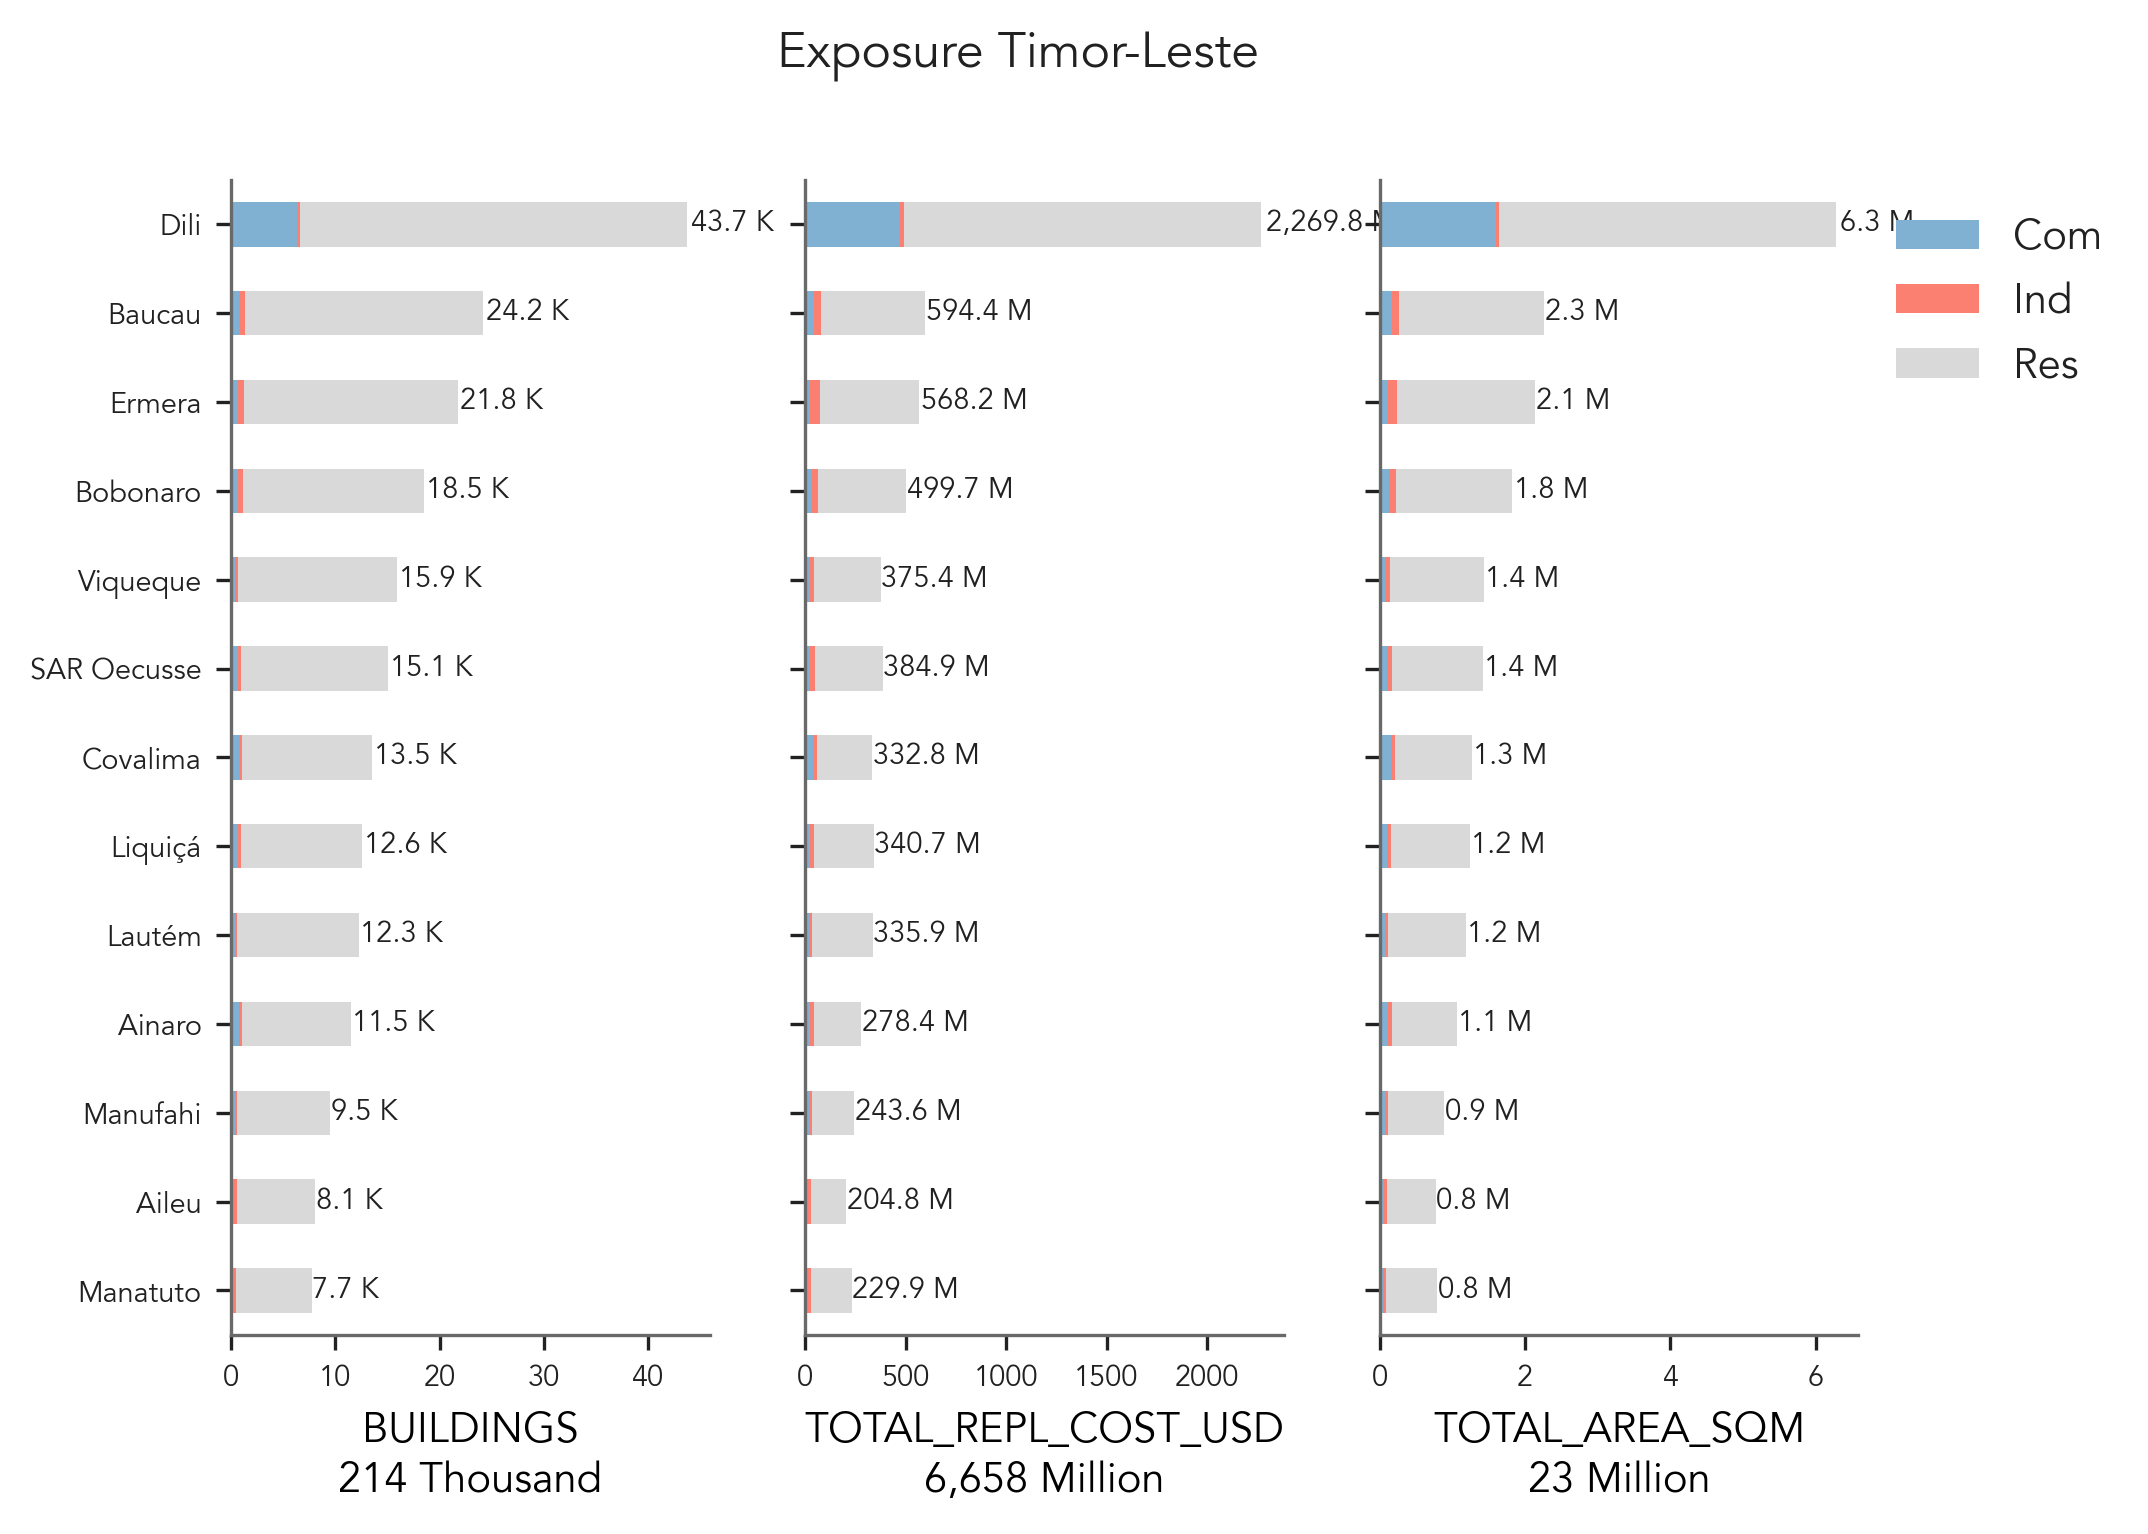 Exposure Timor-Leste
Dili
43.7 K
2,269.8 M
6.3 M
Com
Ind
Res
Baucau
24.2 K
594.4 M
2.3 M
Ermera
21.8 K
568.2 M
2.1 M
Bobonaro
18.5 K
499.7 M
1.8 M
Viqueque
15.9 K
375.4 M
1.4 M
SAR Oecusse
15.1 K
384.9 M
1.4 M
Covalima
13.5 K
332.8 M
1.3 M
Liquiçá
12.6 K
340.7 M
1.2 M
Lautém
12.3 K
335.9 M
1.2 M
Ainaro
11.5 K
278.4 M
1.1 M
Manufahi
9.5 K
243.6 M
0.9 M
Aileu
8.1 K
204.8 M
0.8 M
Manatuto
7.7 K
229.9 M
0.8 M
0 10 20 30 40
0 500 1000 1500 2000
0 2 4 6
BUILDINGS
214 Thousand
TOTAL_REPL_COST_USD
6,658 Million
TOTAL_AREA_SQM
23 Million